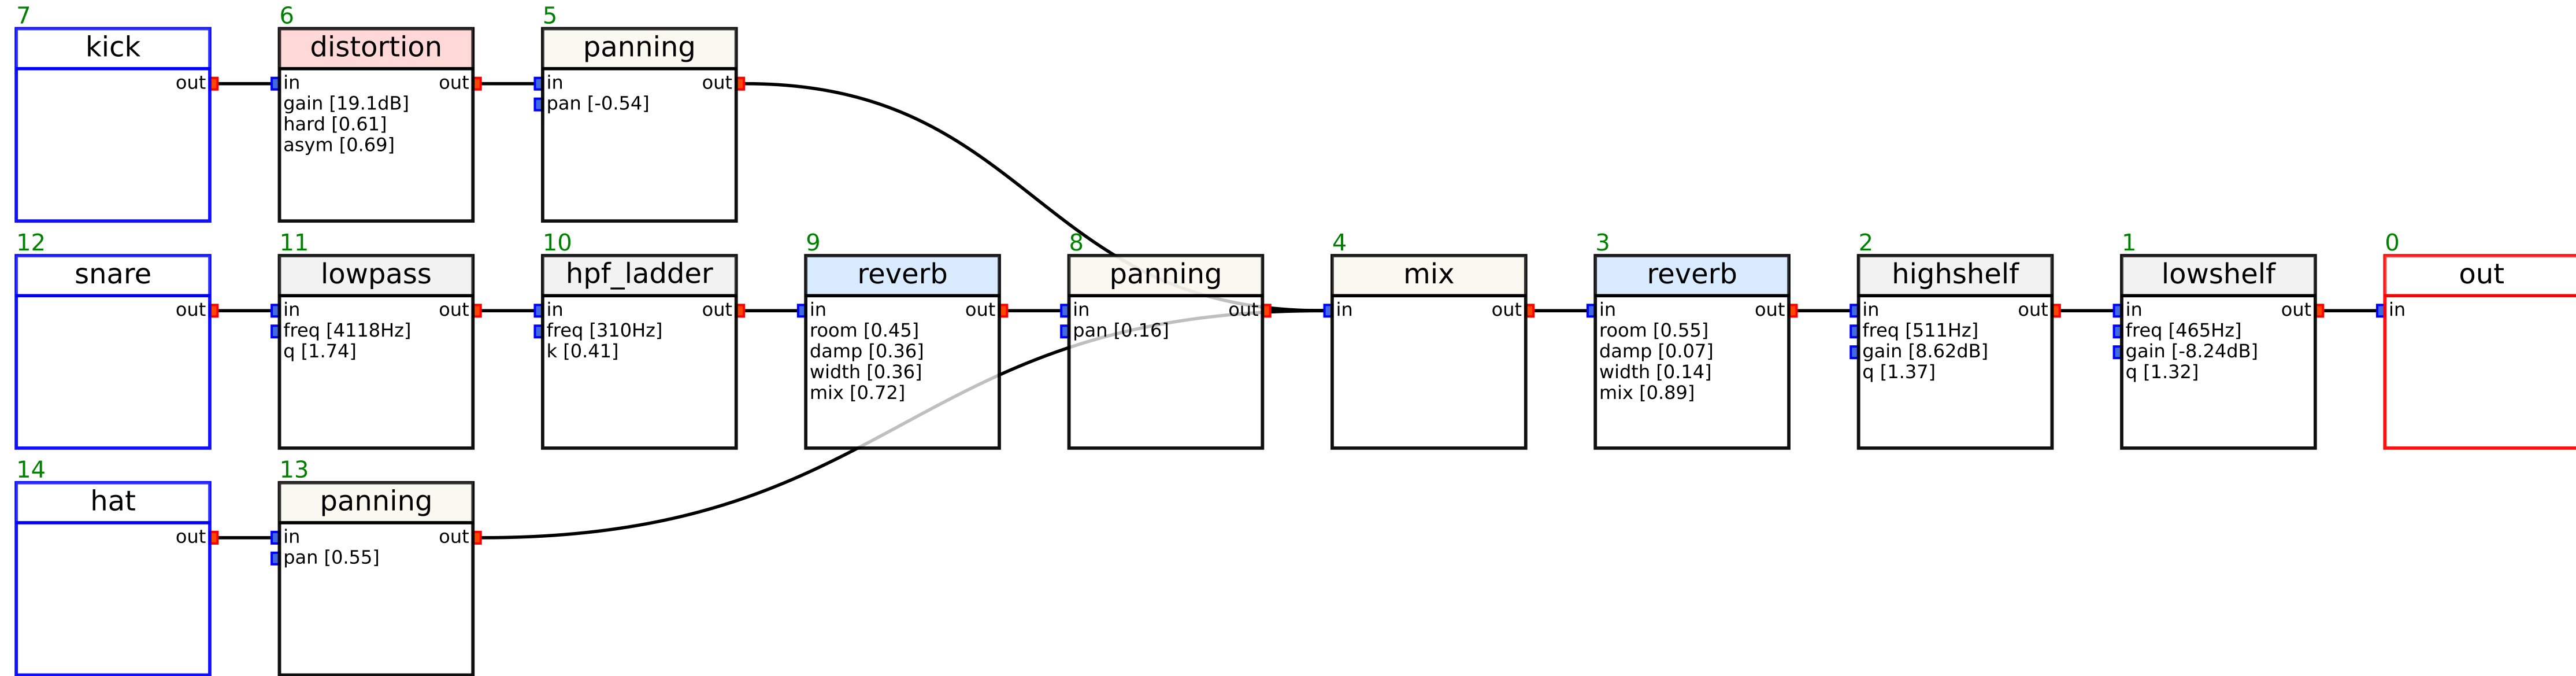 7 6 5
kick distortion panning
out in out in out
gain [19.1dB] pan [-0.54]
hard [0.61]
asym [0.69]
12 11 10 9 8 4 3 2 1 0
snare lowpass hpf_ladder reverb panning mix reverb highshelf lowshelf out
out in out in out in out in out in out in out in out in out in
freq [4118Hz] freq [310Hz] room [0.45] pan [0.16] room [0.55] freq [511Hz] freq [465Hz]
q [1.74] k [0.41] damp [0.36] damp [0.07] gain [8.62dB] gain [-8.24dB]
width [0.36] width [0.14] q [1.37] q [1.32]
mix [0.72] mix [0.89]
14 13
hat panning
out in out
pan [0.55]